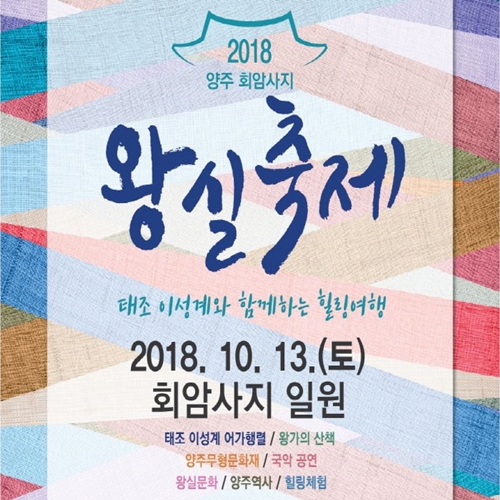 2018
양주 회암사지
왕실축제
태조 이성계와 함께하는 힐링여행
2018. 10. 13.(토)
회암사지 일원
태조 이성계 어가행렬 / 왕가의 산책
양주무형문화재 / 국악 공연
왕실문화 / 양주역사 / 힐링체험